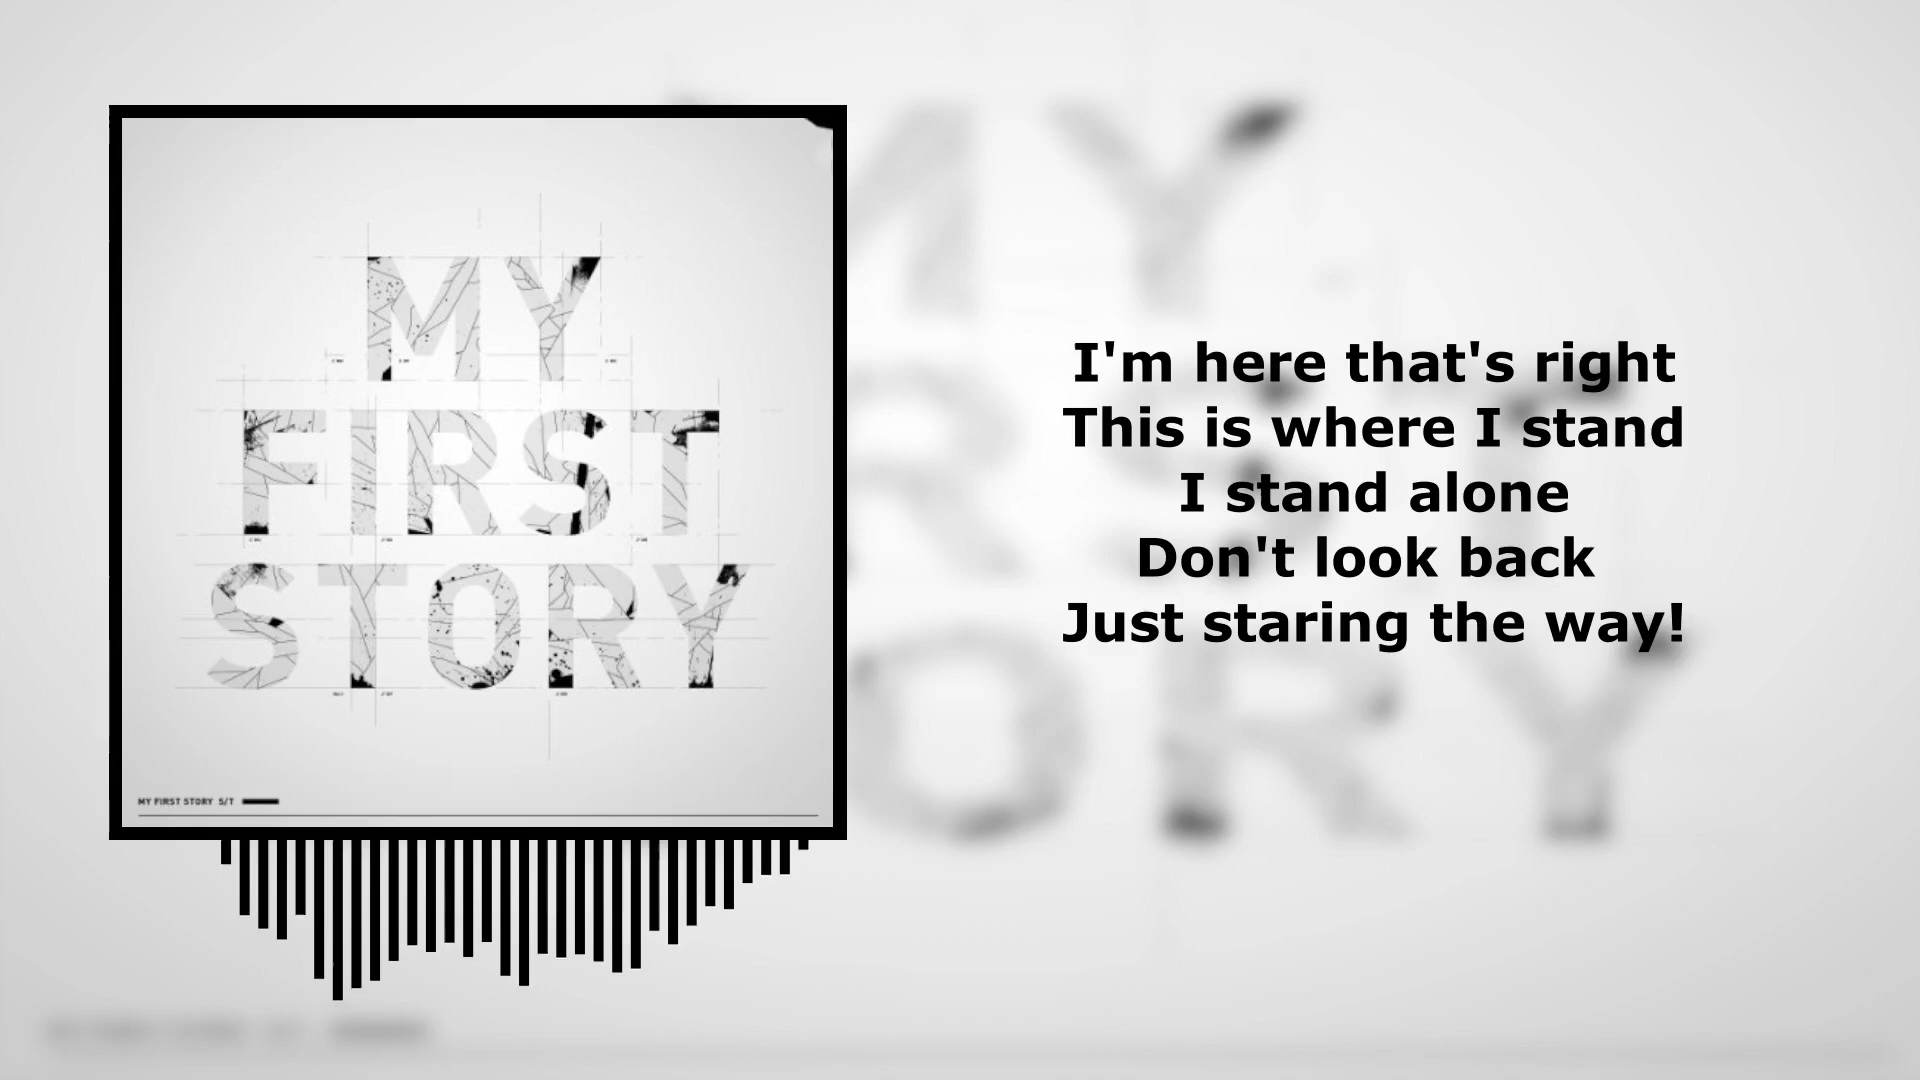 MY
FIRST
STORY
MY FIRST STORY S/T
I'm here that's right
This is where I stand
I stand alone
Don't look back
Just staring the way!